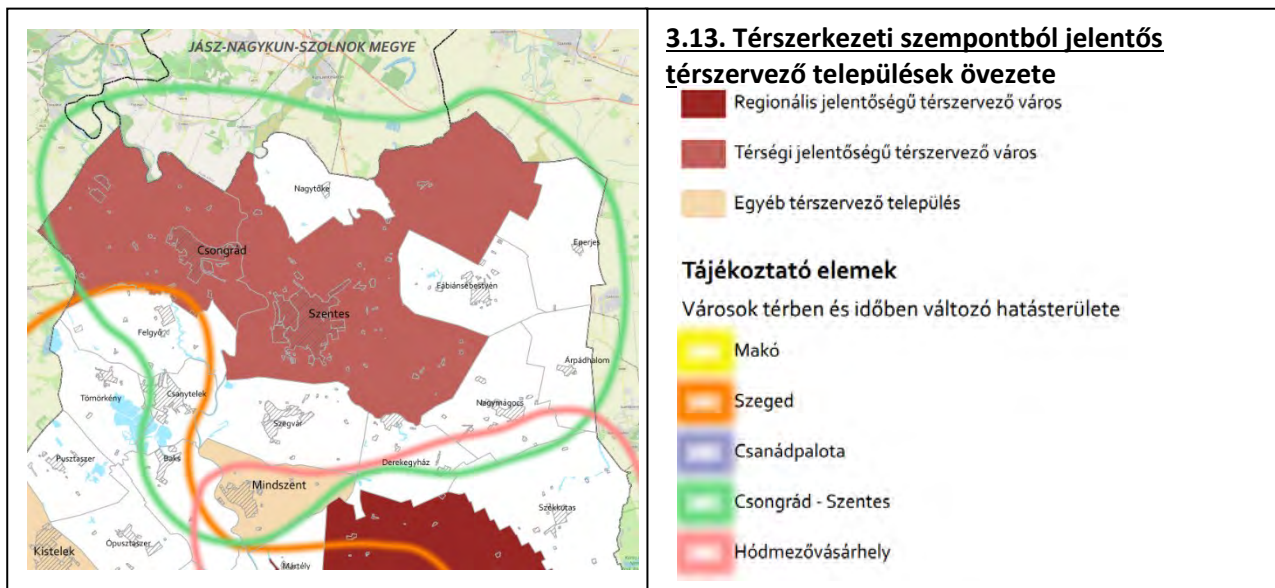 JÁSZ-NAGYKUN-SZOLNOK MEGYE
Nagytőke
Csongrád
Eperjes
Fábiánsebestyén
Szentes
Felgyő
Árpádhalom
Tömörkény
Csanytelek
Nagymágocs
Szegvár
Pusztaszer
Baks
Derekegyház
Mindszent
Székkutas
Kistelek
Ópusztaszer
Mártély
3.13. Térszerkezeti szempontból jelentős
térszervező települések övezete
Regionális jelentőségű térszervező város
Térségi jelentőségű térszervező város
Egyéb térszervező település
Tájékoztató elemek
Városok térben és időben változó hatásterülete
Makó
Szeged
Csanádpalota
Csongrád - Szentes
Hódmezővásárhely